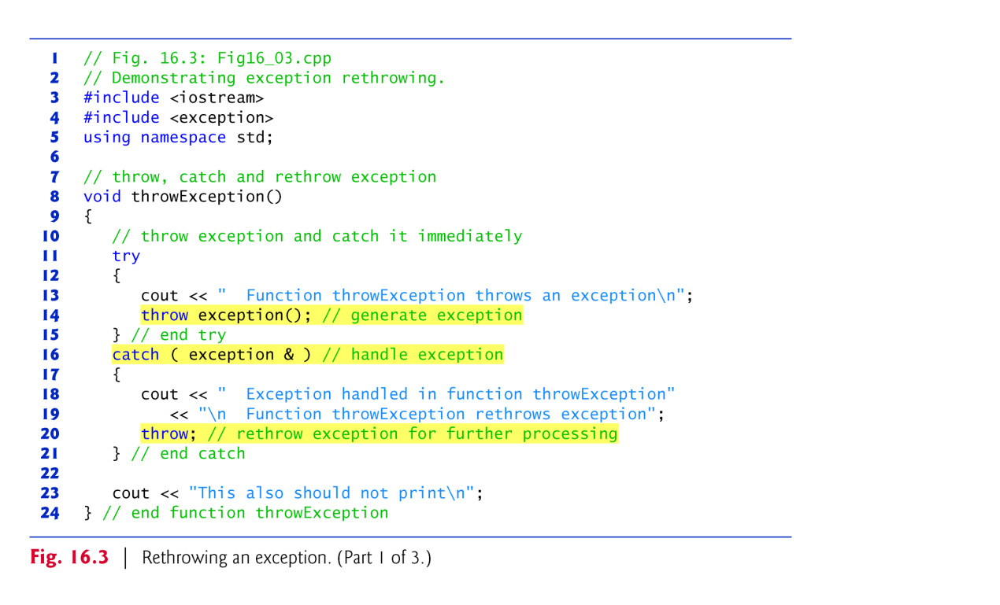 1 // Fig. 16.3: Fig16_03.cpp
2 // Demonstrating exception rethrowing.
3 #include <iostream>
4 #include <exception>
5 using namespace std;
6
7 // throw, catch and rethrow exception
8 void throwException()
9 {
10    // throw exception and catch it immediately
11    try
12    {
13       cout << "  Function throwException throws an exception\n";
14       throw exception(); // generate exception
15    } // end try
16    catch ( exception & ) // handle exception
17    {
18       cout << "  Exception handled in function throwException"
19          << "\n  Function throwException rethrows exception";
20       throw; // rethrow exception for further processing
21    } // end catch
22
23    cout << "This also should not print\n";
24 } // end function throwException
Fig. 16.3 | Rethrowing an exception. (Part 1 of 3.)